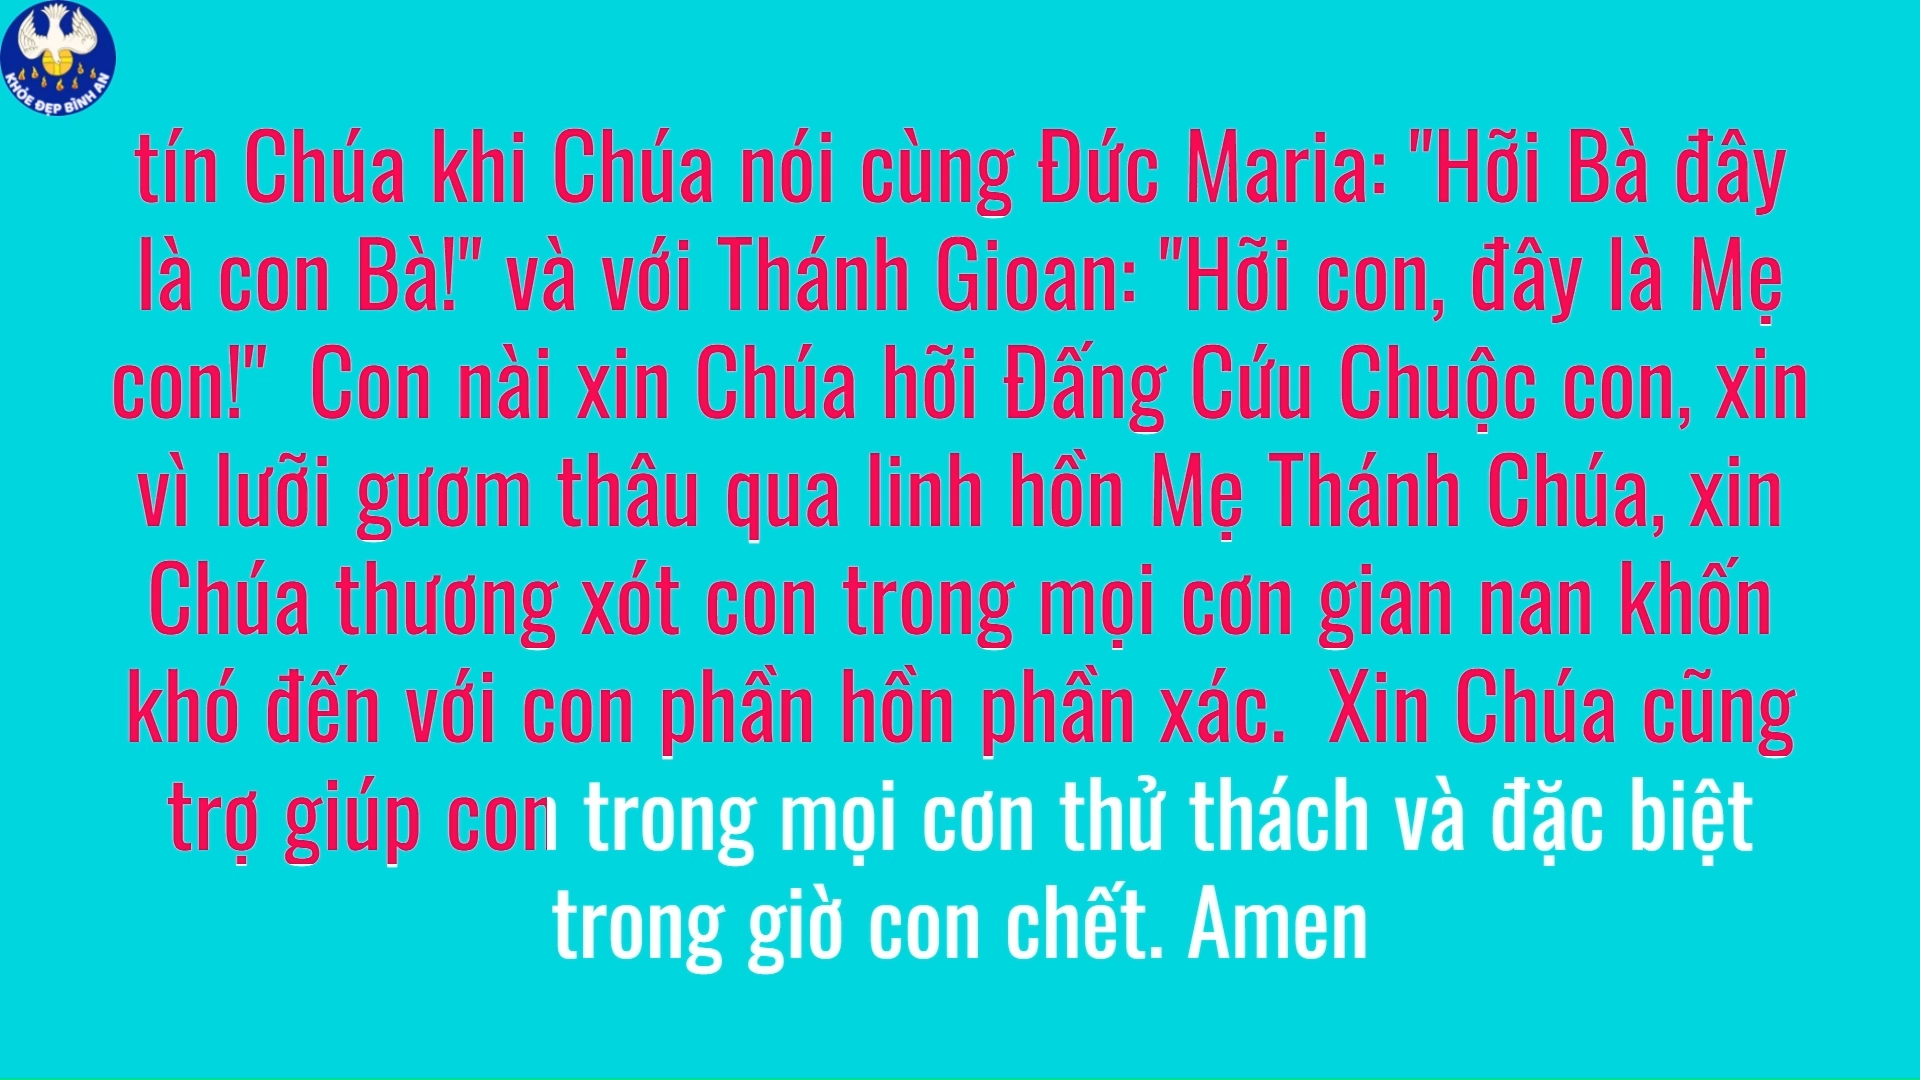 KHỎE ĐẸP BÌNH AN
tín Chúa khi Chúa nói cùng Đức Maria: "Hỡi Bà đây
là con Bà!" và với Thánh Gioan: "Hỡi con, đây là Mẹ
con!"  Con nài xin Chúa hỡi Đấng Cứu Chuộc con, xin
vì lưỡi gươm thâu qua linh hồn Mẹ Thánh Chúa, xin
Chúa thương xót con trong mọi cơn gian nan khốn
khó đến với con phần hồn phần xác.  Xin Chúa cũng
trợ giúp con trong mọi cơn thử thách và đặc biệt
trong giờ con chết. Amen